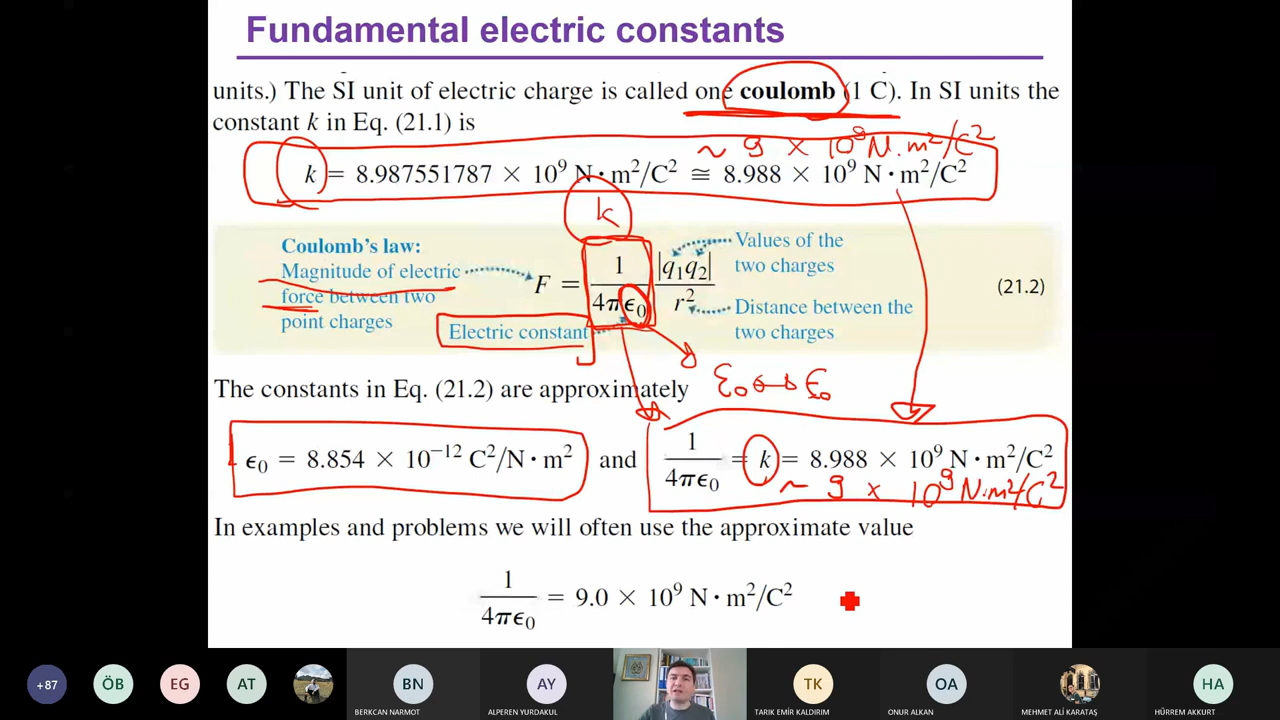 Fundamental electric constants
units.) The SI unit of electric charge is called one coulomb (1 C). In SI units the
constant k in Eq. (21.1) is
~ 9 × 10⁹ N.m²/C²
k = 8.987551787 × 10⁹ N·m²/C² ≅ 8.988 × 10⁹ N·m²/C²
k
Coulomb's law:
Magnitude of electric
force between two
point charges
F = 1/4πϵ₀ |q₁q₂|/r²
Electric constant
Values of the
two charges
Distance between the
two charges
(21.2)
The constants in Eq. (21.2) are approximately
ε₀ ↔ ϵ₀
ϵ₀ = 8.854 × 10⁻¹² C²/N·m² and 1/4πϵ₀ = k = 8.988 × 10⁹ N·m²/C²
~ 9 × 10⁹ N.m²/C²
In examples and problems we will often use the approximate value
1/4πϵ₀ = 9.0 × 10⁹ N·m²/C²
+87 ÖB EG AT BN AY TK OA HA
BERKCAN NARMOT ALPEREN YURDAKUL TARIK EMİR KALDIRIM ONUR ALKAN MEHMET ALİ KARATAŞ HÜRREM AKKURT